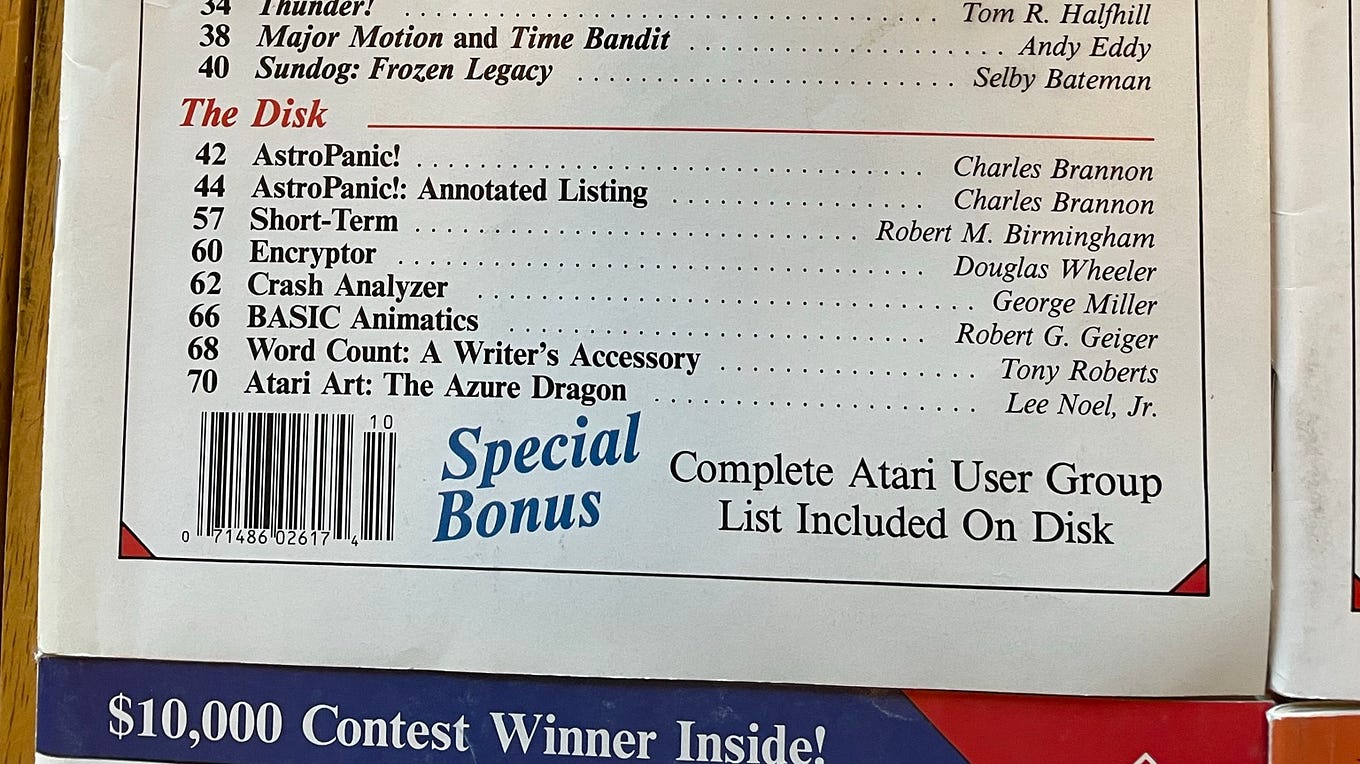 34 Thunder! ........ Tom R. Halfhill
38 Major Motion and Time Bandit ........ Andy Eddy
40 Sundog: Frozen Legacy ........ Selby Bateman
The Disk
42 AstroPanic! ........ Charles Brannon
44 AstroPanic!: Annotated Listing ........ Charles Brannon
57 Short-Term ........ Robert M. Birmingham
60 Encryptor ........ Douglas Wheeler
62 Crash Analyzer ........ George Miller
66 BASIC Animatics ........ Robert G. Geiger
68 Word Count: A Writer's Accessory ........ Tony Roberts
70 Atari Art: The Azure Dragon ........ Lee Noel, Jr.
10
0 71486 02617 4
Special
Bonus
Complete Atari User Group
List Included On Disk
$10,000 Contest Winner Inside!